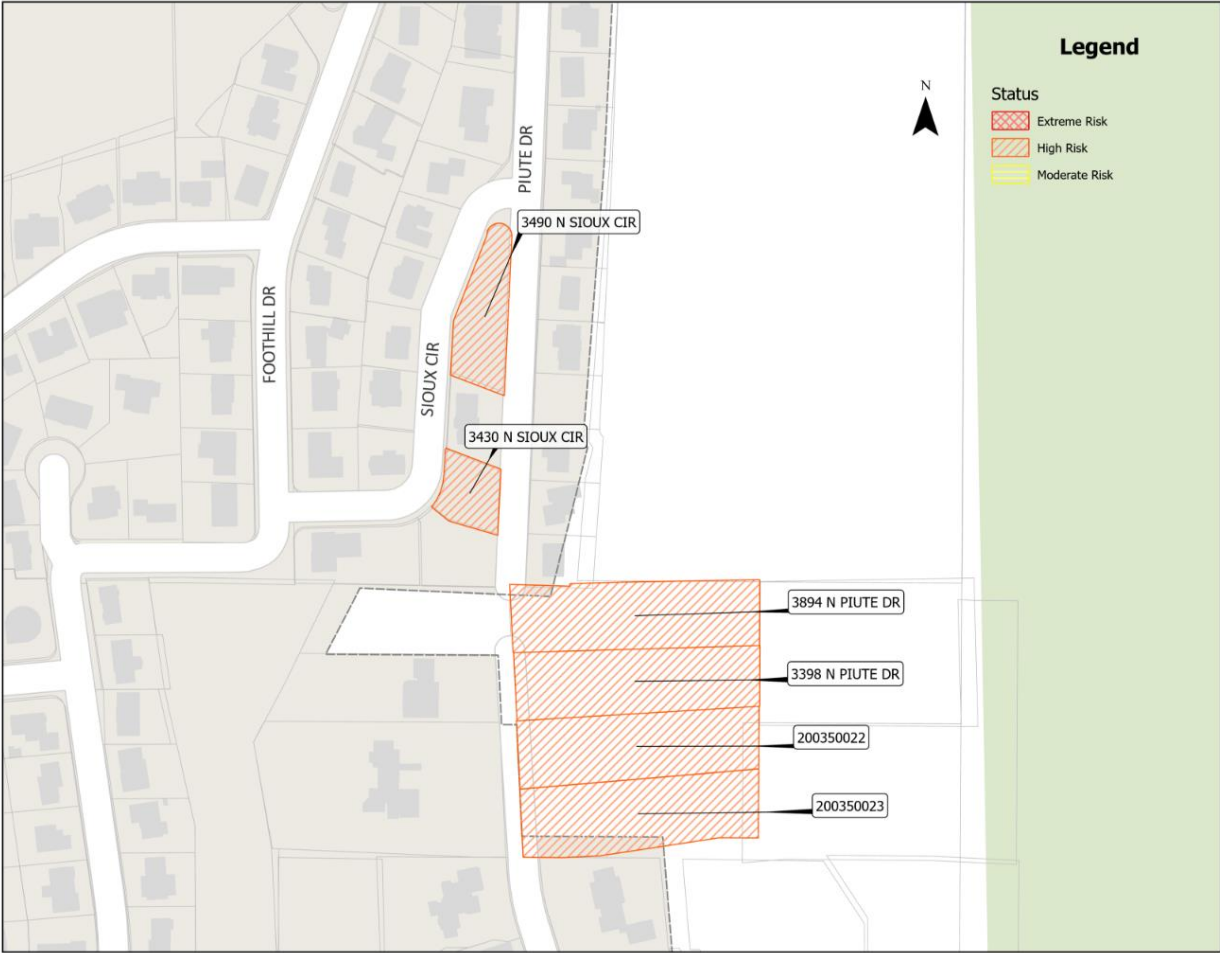 Legend
N
Status
Extreme Risk
High Risk
Moderate Risk
PIUTE DR
3490 N SIOUX CIR
FOOTHILL DR
SIOUX CIR
3430 N SIOUX CIR
3894 N PIUTE DR
3398 N PIUTE DR
200350022
200350023